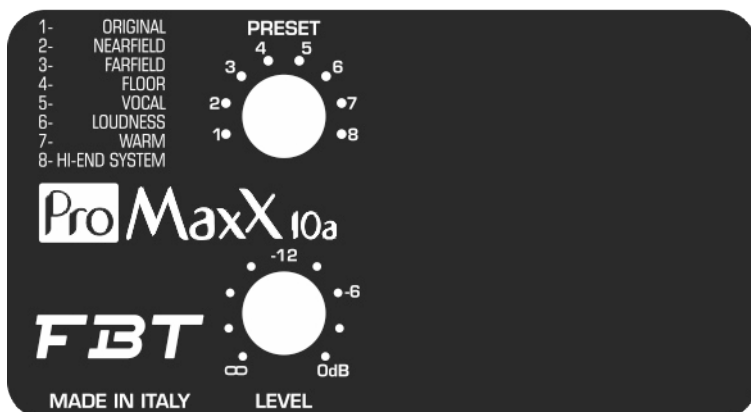 1- ORIGINAL
2- NEARFIELD
3- FARFIELD
4- FLOOR
5- VOCAL
6- LOUDNESS
7- WARM
8- HI-END SYSTEM
PRESET
4 5
3 6
2 7
1 8
Pro MaxX 10a
-12
-6
∞ 0dB
LEVEL
FBT
MADE IN ITALY